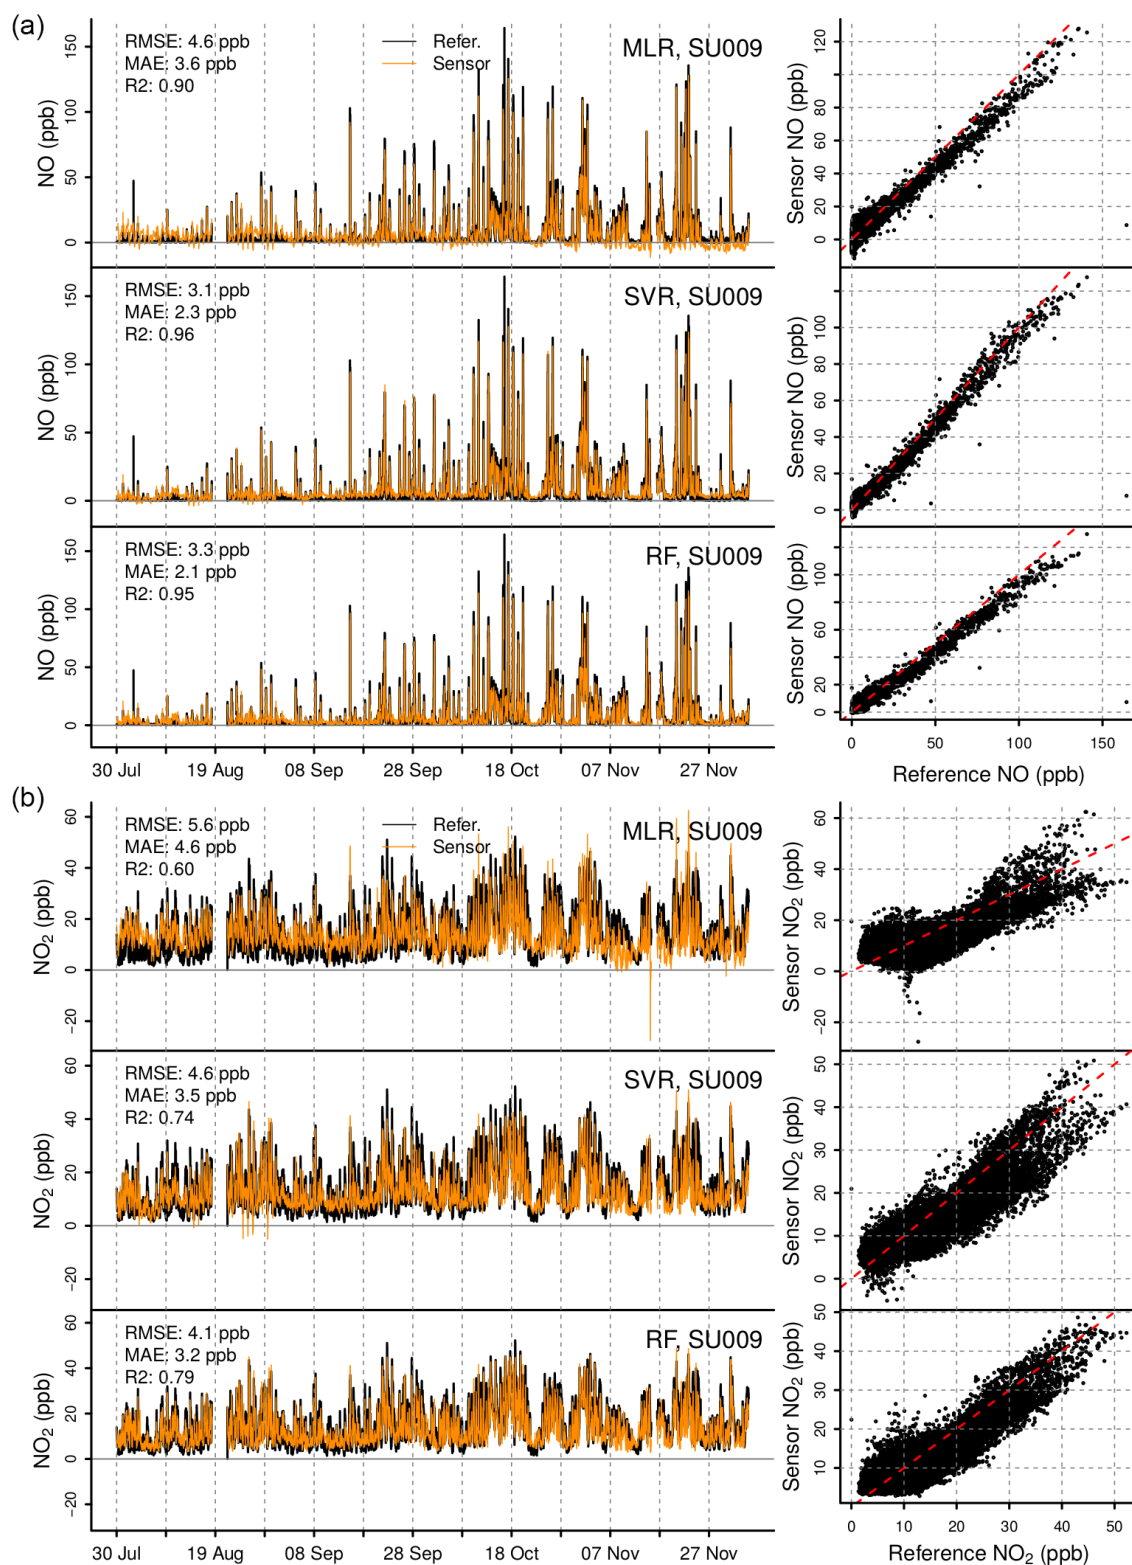 (a)
RMSE: 4.6 ppb
MAE: 3.6 ppb
R2: 0.90
Refer.
Sensor
MLR, SU009
NO (ppb)
0
50
100
150
Sensor NO (ppb)
0
20
40
60
80
120
RMSE: 3.1 ppb
MAE: 2.3 ppb
R2: 0.96
SVR, SU009
NO (ppb)
0
50
100
150
Sensor NO (ppb)
0
20
40
60
80
100
RMSE: 3.3 ppb
MAE: 2.1 ppb
R2: 0.95
RF, SU009
NO (ppb)
0
50
100
150
Sensor NO (ppb)
0
20
40
60
100
30 Jul 19 Aug 08 Sep 28 Sep 18 Oct 07 Nov 27 Nov
0 50 100 150
Reference NO (ppb)
(b)
RMSE: 5.6 ppb
MAE: 4.6 ppb
R2: 0.60
Refer.
Sensor
MLR, SU009
NO₂ (ppb)
−20
0
20
40
60
Sensor NO₂ (ppb)
−20
0
20
40
60
RMSE: 4.6 ppb
MAE: 3.5 ppb
R2: 0.74
SVR, SU009
NO₂ (ppb)
−20
0
20
40
60
Sensor NO₂ (ppb)
0
10
20
30
40
50
RMSE: 4.1 ppb
MAE: 3.2 ppb
R2: 0.79
RF, SU009
NO₂ (ppb)
−20
0
20
40
60
Sensor NO₂ (ppb)
10
20
30
40
50
30 Jul 19 Aug 08 Sep 28 Sep 18 Oct 07 Nov 27 Nov
0 10 20 30 40 50
Reference NO₂ (ppb)